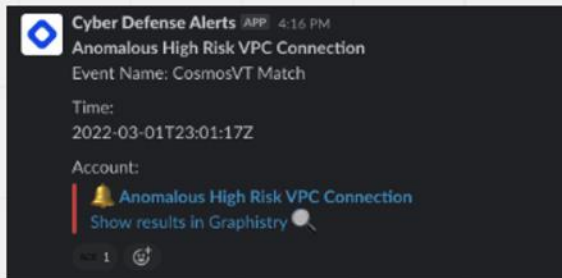 Cyber Defense Alerts APP 4:16 PM
Anomalous High Risk VPC Connection
Event Name: CosmosVT Match
Time:
2022-03-01T23:01:17Z
Account:
Anomalous High Risk VPC Connection
Show results in Graphistry
1